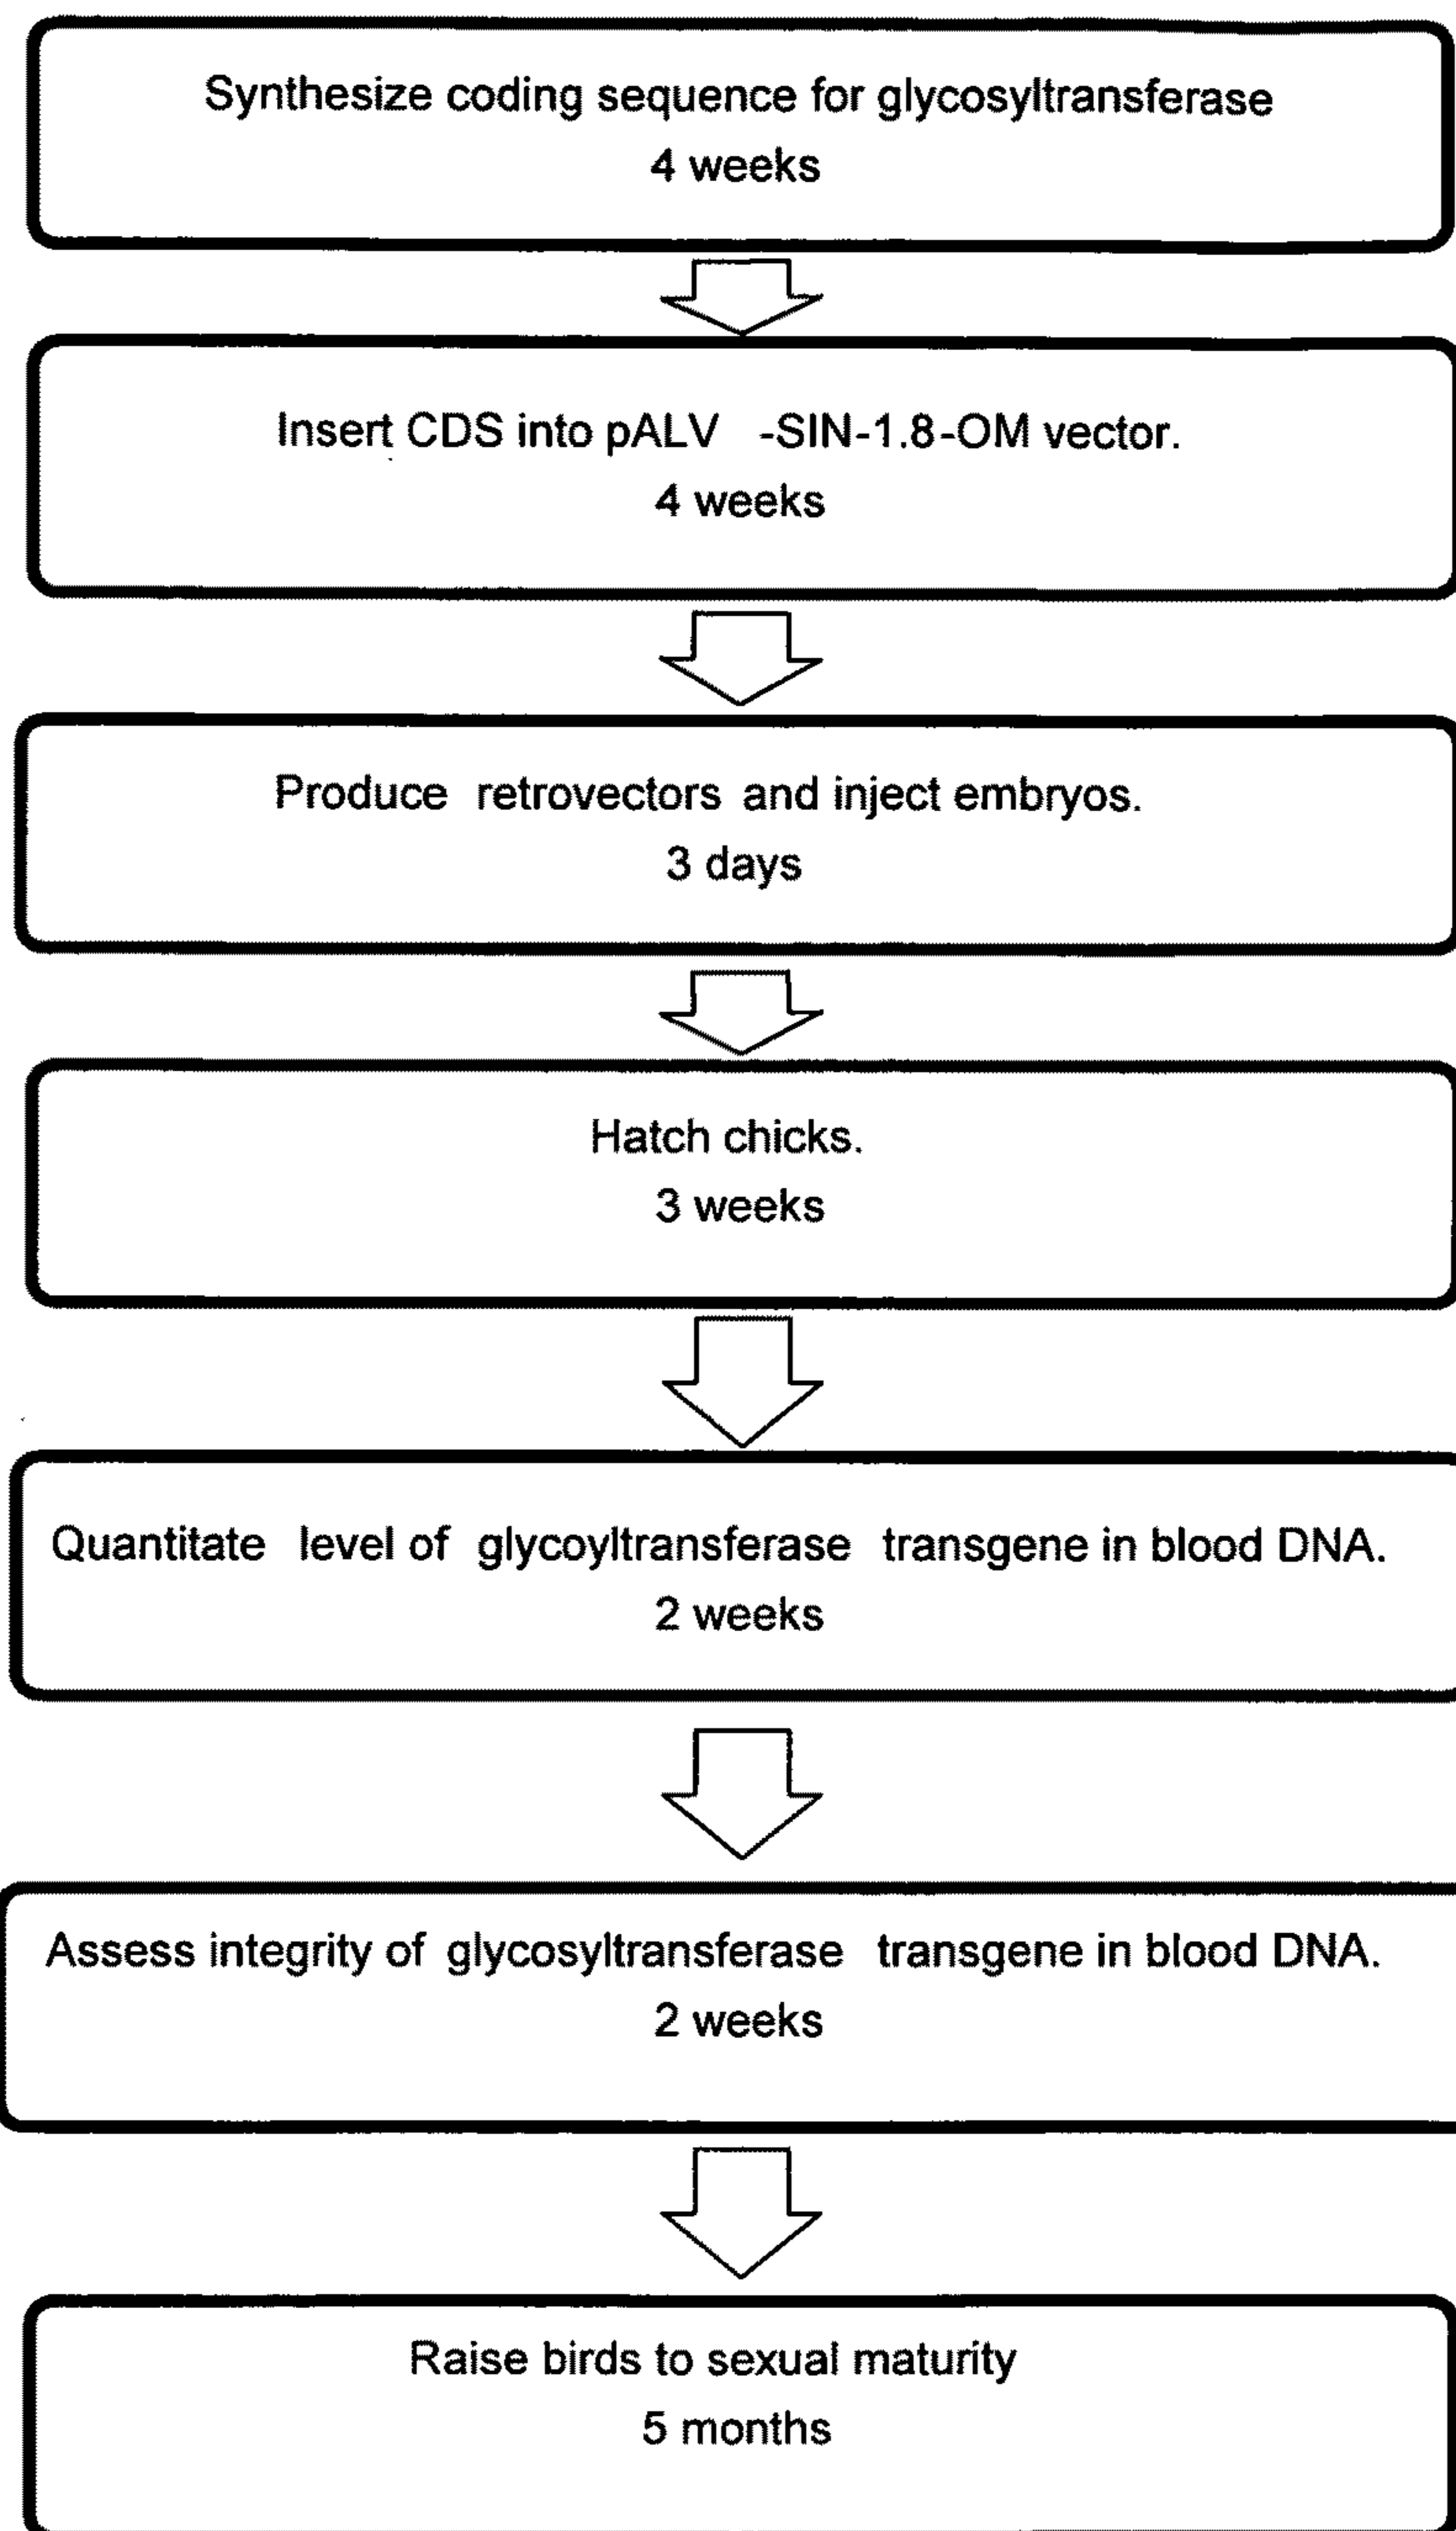 Synthesize coding sequence for glycosyltransferase
4 weeks
Insert CDS into pALV -SIN-1.8-OM vector.
4 weeks
Produce retrovectors and inject embryos.
3 days
Hatch chicks.
3 weeks
Quantitate level of glycoyltransferase transgene in blood DNA.
2 weeks
Assess integrity of glycosyltransferase transgene in blood DNA.
2 weeks
Raise birds to sexual maturity
5 months